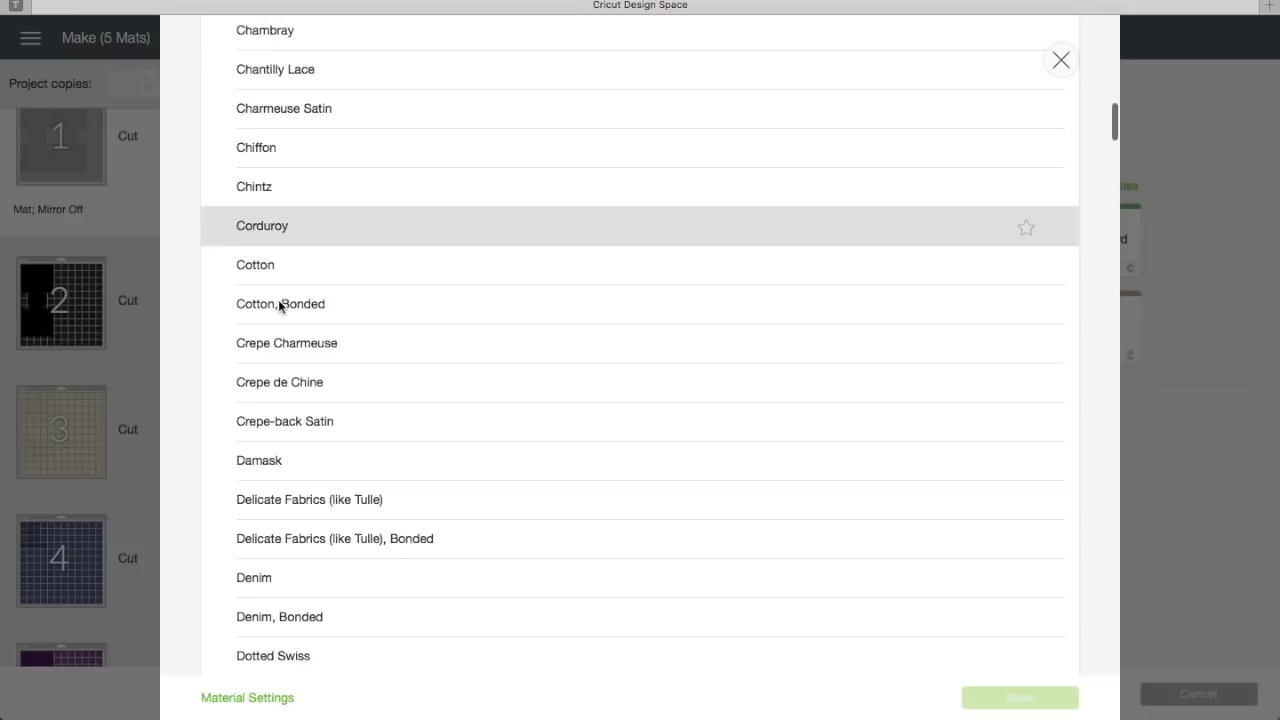 T
Cricut Design Space
Make (5 Mats)
Project copies:
1
Cut
Mat; Mirror Off
2
Cut
3
Cut
4
Cut
Chambray
Chantilly Lace
Charmeuse Satin
Chiffon
Chintz
Corduroy
Cotton
Cotton, Bonded
Crepe Charmeuse
Crepe de Chine
Crepe-back Satin
Damask
Delicate Fabrics (like Tulle)
Delicate Fabrics (like Tulle), Bonded
Denim
Denim, Bonded
Dotted Swiss
Material Settings
Cancel